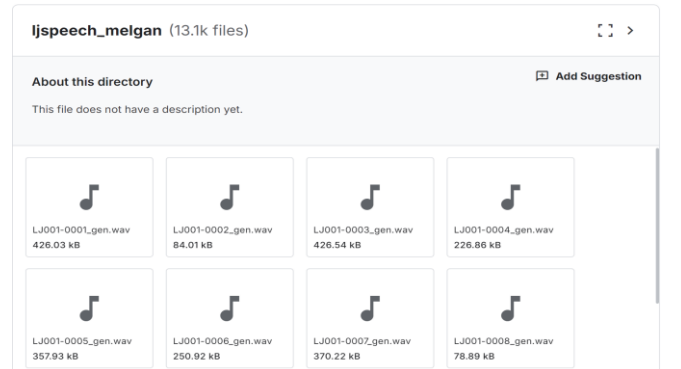 ljspeech_melgan (13.1k files)
About this directory
Add Suggestion
This file does not have a description yet.
LJ001-0001_gen.wav
426.03 kB
LJ001-0002_gen.wav
84.01 kB
LJ001-0003_gen.wav
426.54 kB
LJ001-0004_gen.wav
226.86 kB
LJ001-0005_gen.wav
357.93 kB
LJ001-0006_gen.wav
250.92 kB
LJ001-0007_gen.wav
370.22 kB
LJ001-0008_gen.wav
78.89 kB